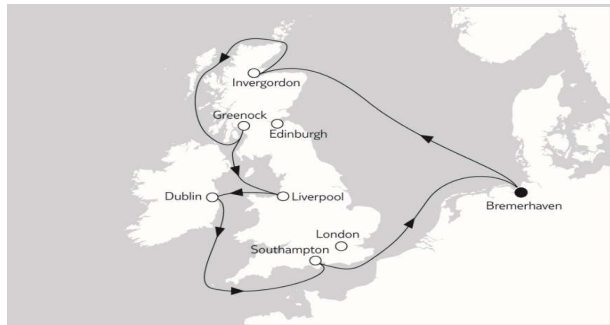 Invergordon
Greenock
Edinburgh
Dublin
Liverpool
Bremerhaven
London
Southampton